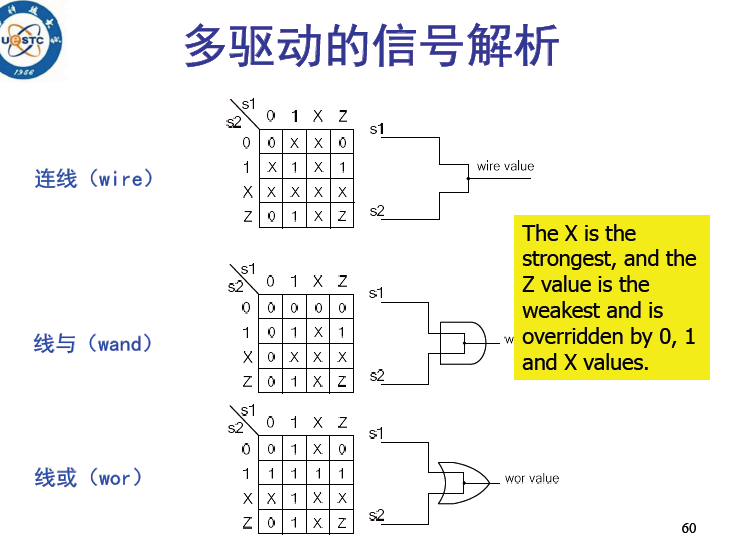 UESTC
1956
多驱动的信号解析
s1
s2
0 1 X Z
0 0 X X 0
1 X 1 X 1
X X X X X
Z 0 1 X Z
s1
s2
wire value
连线（wire）
The X is the
strongest, and the
Z value is the
weakest and is
overridden by 0, 1
and X values.
s1
s2
0 1 X Z
0 0 0 0 0
1 0 1 X 1
X 0 X X X
Z 0 1 X Z
s1
s2
w
线与（wand）
s1
s2
0 1 X Z
0 0 1 X 0
1 1 1 1 1
X X 1 X X
Z 0 1 X Z
s1
s2
wor value
线或（wor）
60